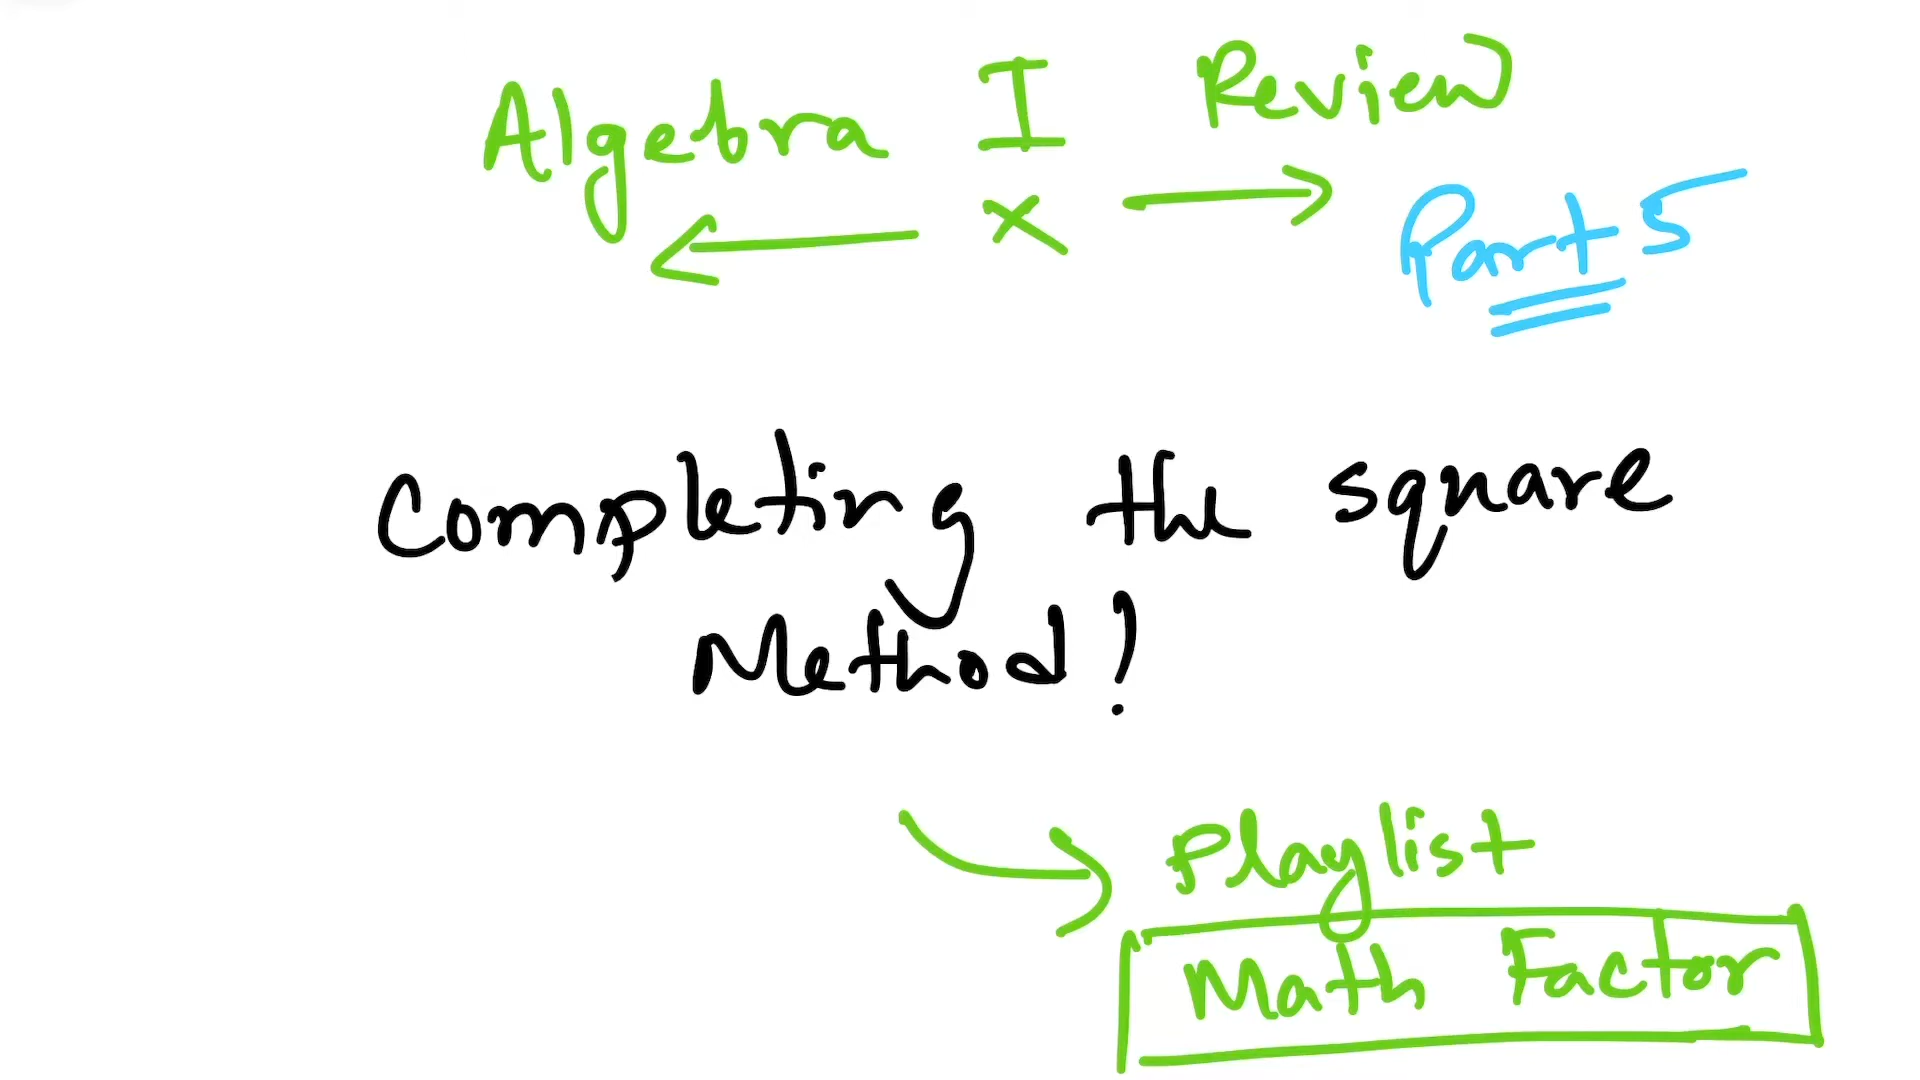 Algebra I Review
x
Part 5
Completing the square
Method!
Playlist
Math Factor